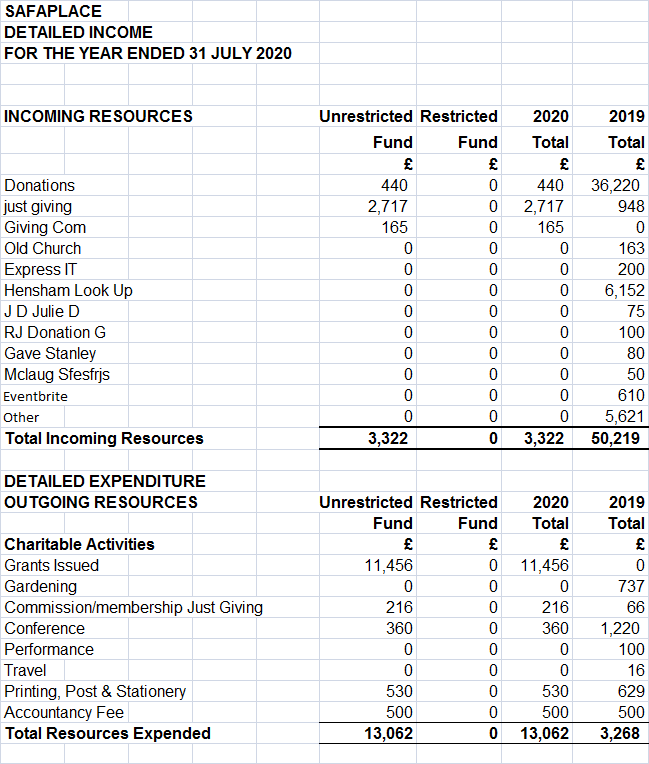 SAFAPLACE
DETAILED INCOME
FOR THE YEAR ENDED 31 JULY 2020
INCOMING RESOURCES Unrestricted Restricted 2020 2019
Fund Fund Total Total
£ £ £ £
Donations 440 0 440 36,220
just giving 2,717 0 2,717 948
Giving Com 165 0 165 0
Old Church 0 0 0 163
Express IT 0 0 0 200
Hensham Look Up 0 0 0 6,152
J D Julie D 0 0 0 75
RJ Donation G 0 0 0 100
Gave Stanley 0 0 0 80
Mclaug Sfesfrjs 0 0 0 50
Eventbrite 0 0 0 610
Other 0 0 0 5,621
Total Incoming Resources 3,322 0 3,322 50,219
DETAILED EXPENDITURE
OUTGOING RESOURCES Unrestricted Restricted 2020 2019
Fund Fund Total Total
Charitable Activities £ £ £ £
Grants Issued 11,456 0 11,456 0
Gardening 0 0 0 737
Commission/membership Just Giving 216 0 216 66
Conference 360 0 360 1,220
Performance 0 0 0 100
Travel 0 0 0 16
Printing, Post & Stationery 530 0 530 629
Accountancy Fee 500 0 500 500
Total Resources Expended 13,062 0 13,062 3,268